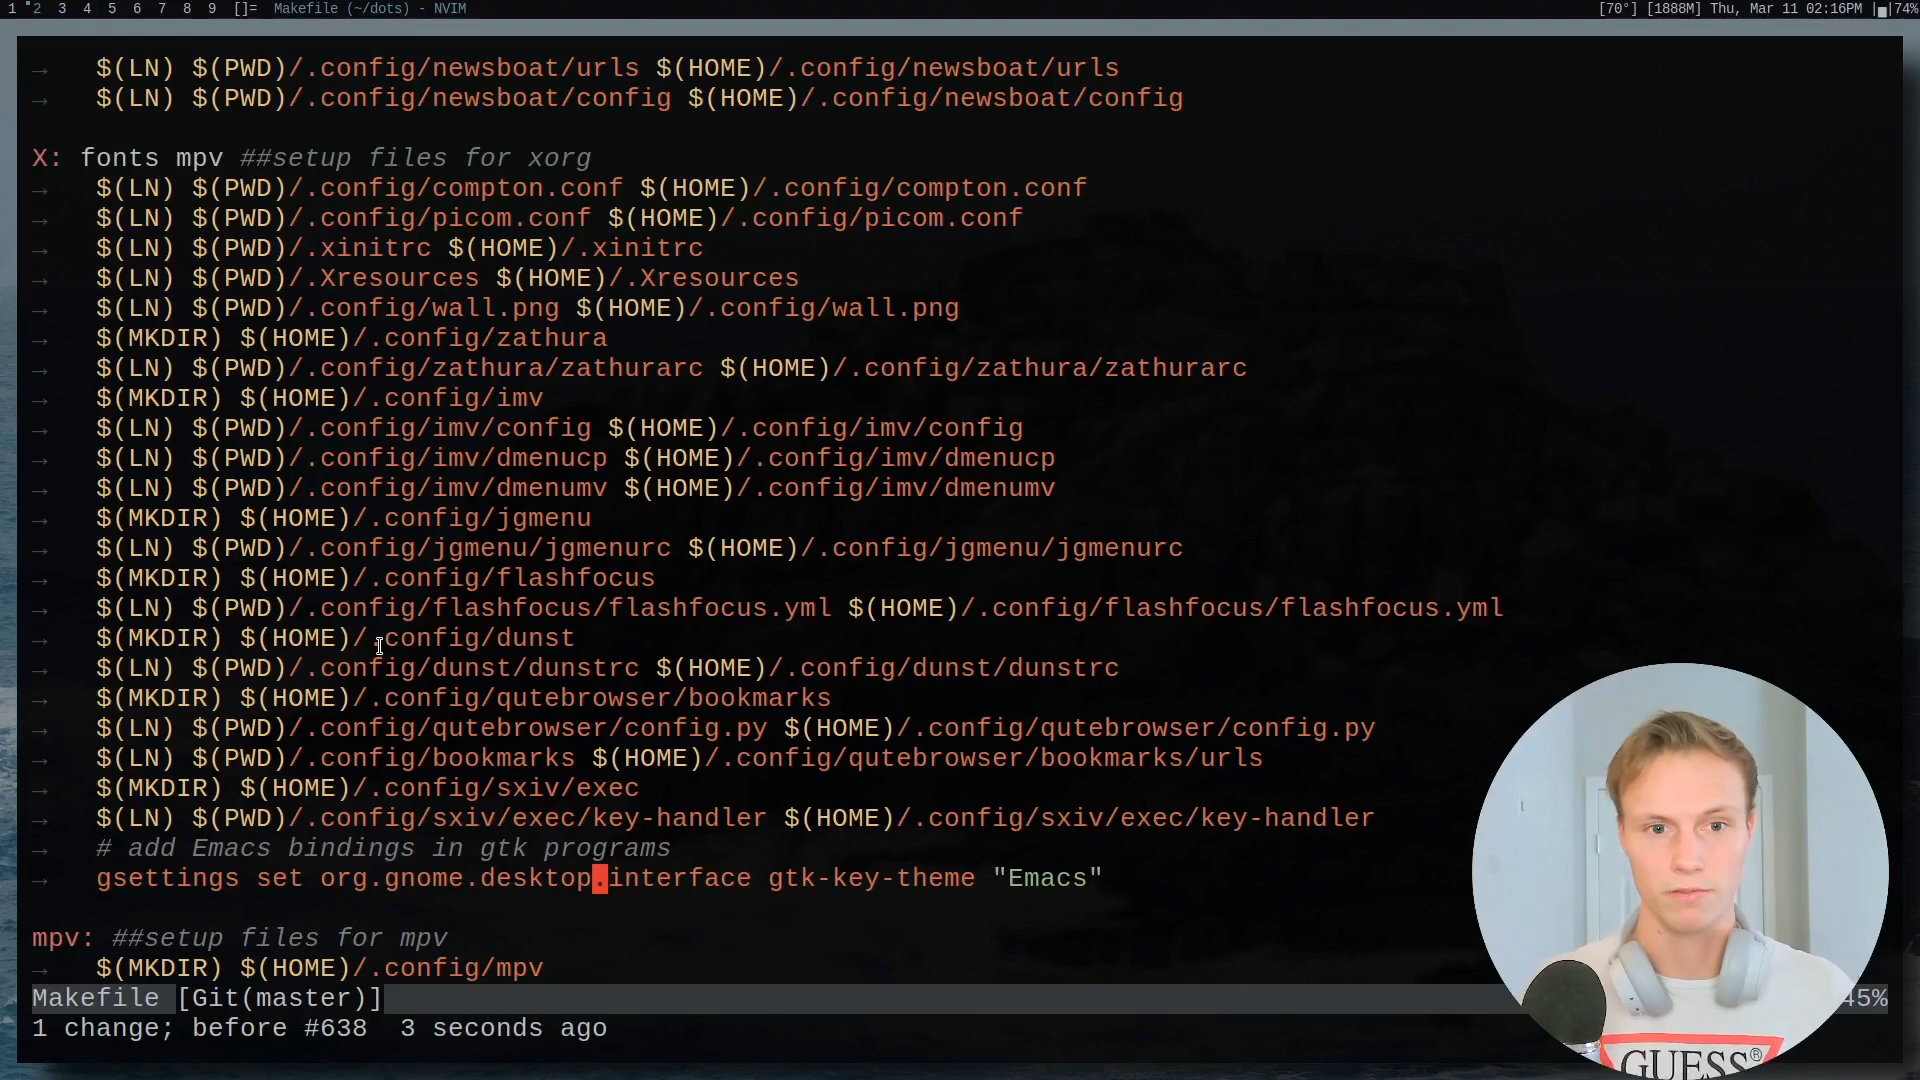 1 2 3 4 5 6 7 8 9 []= Makefile (~/dots) - NVIM [70°] [1888M] Thu, Mar 11 02:16PM 74%
→ $(LN) $(PWD)/.config/newsboat/urls $(HOME)/.config/newsboat/urls
→ $(LN) $(PWD)/.config/newsboat/config $(HOME)/.config/newsboat/config
X: fonts mpv ##setup files for xorg
→ $(LN) $(PWD)/.config/compton.conf $(HOME)/.config/compton.conf
→ $(LN) $(PWD)/.config/picom.conf $(HOME)/.config/picom.conf
→ $(LN) $(PWD)/.xinitrc $(HOME)/.xinitrc
→ $(LN) $(PWD)/.Xresources $(HOME)/.Xresources
→ $(LN) $(PWD)/.config/wall.png $(HOME)/.config/wall.png
→ $(MKDIR) $(HOME)/.config/zathura
→ $(LN) $(PWD)/.config/zathura/zathurarc $(HOME)/.config/zathura/zathurarc
→ $(MKDIR) $(HOME)/.config/imv
→ $(LN) $(PWD)/.config/imv/config $(HOME)/.config/imv/config
→ $(LN) $(PWD)/.config/imv/dmenucp $(HOME)/.config/imv/dmenucp
→ $(LN) $(PWD)/.config/imv/dmenumv $(HOME)/.config/imv/dmenumv
→ $(MKDIR) $(HOME)/.config/jgmenu
→ $(LN) $(PWD)/.config/jgmenu/jgmenurc $(HOME)/.config/jgmenu/jgmenurc
→ $(MKDIR) $(HOME)/.config/flashfocus
→ $(LN) $(PWD)/.config/flashfocus/flashfocus.yml $(HOME)/.config/flashfocus/flashfocus.yml
→ $(MKDIR) $(HOME)/.config/dunst
→ $(LN) $(PWD)/.config/dunst/dunstrc $(HOME)/.config/dunst/dunstrc
→ $(MKDIR) $(HOME)/.config/qutebrowser/bookmarks
→ $(LN) $(PWD)/.config/qutebrowser/config.py $(HOME)/.config/qutebrowser/config.py
→ $(LN) $(PWD)/.config/bookmarks $(HOME)/.config/qutebrowser/bookmarks/urls
→ $(MKDIR) $(HOME)/.config/sxiv/exec
→ $(LN) $(PWD)/.config/sxiv/exec/key-handler $(HOME)/.config/sxiv/exec/key-handler
→ # add Emacs bindings in gtk programs
→ gsettings set org.gnome.desktop.interface gtk-key-theme "Emacs"
mpv: ##setup files for mpv
→ $(MKDIR) $(HOME)/.config/mpv
Makefile [Git(master)] 45%
1 change; before #638 3 seconds ago
GUESS®